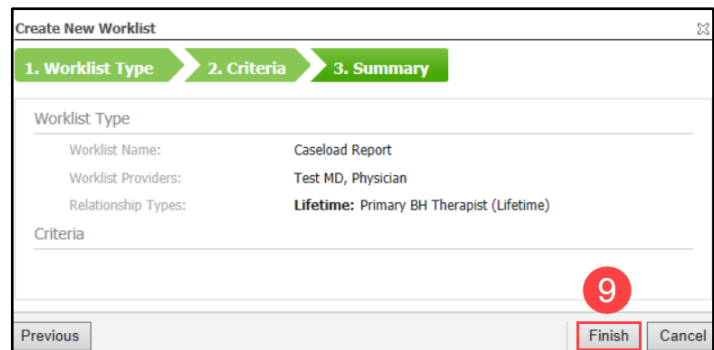 Create New Worklist
1. Worklist Type 2. Criteria 3. Summary
Worklist Type
Worklist Name: Caseload Report
Worklist Providers: Test MD, Physician
Relationship Types: Lifetime: Primary BH Therapist (Lifetime)
Criteria
9
Previous Finish Cancel